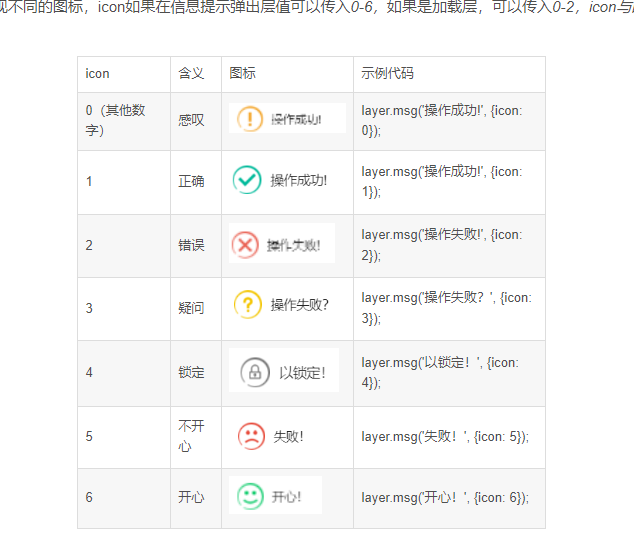 现不同的图标，icon如果在信息提示弹出层值可以传入0-6，如果是加载层，可以传入0-2，icon与
icon 含义 图标 示例代码
0（其他数字） 感叹 操作成功! layer.msg('操作成功!', {icon: 0});
1 正确 操作成功! layer.msg('操作成功!', {icon: 1});
2 错误 操作失败! layer.msg('操作失败!', {icon: 2});
3 疑问 操作失败? layer.msg('操作失败？', {icon: 3});
4 锁定 以锁定！ layer.msg('以锁定！', {icon: 4});
5 不开心 失败！ layer.msg('失败！', {icon: 5});
6 开心 开心！ layer.msg('开心！', {icon: 6});